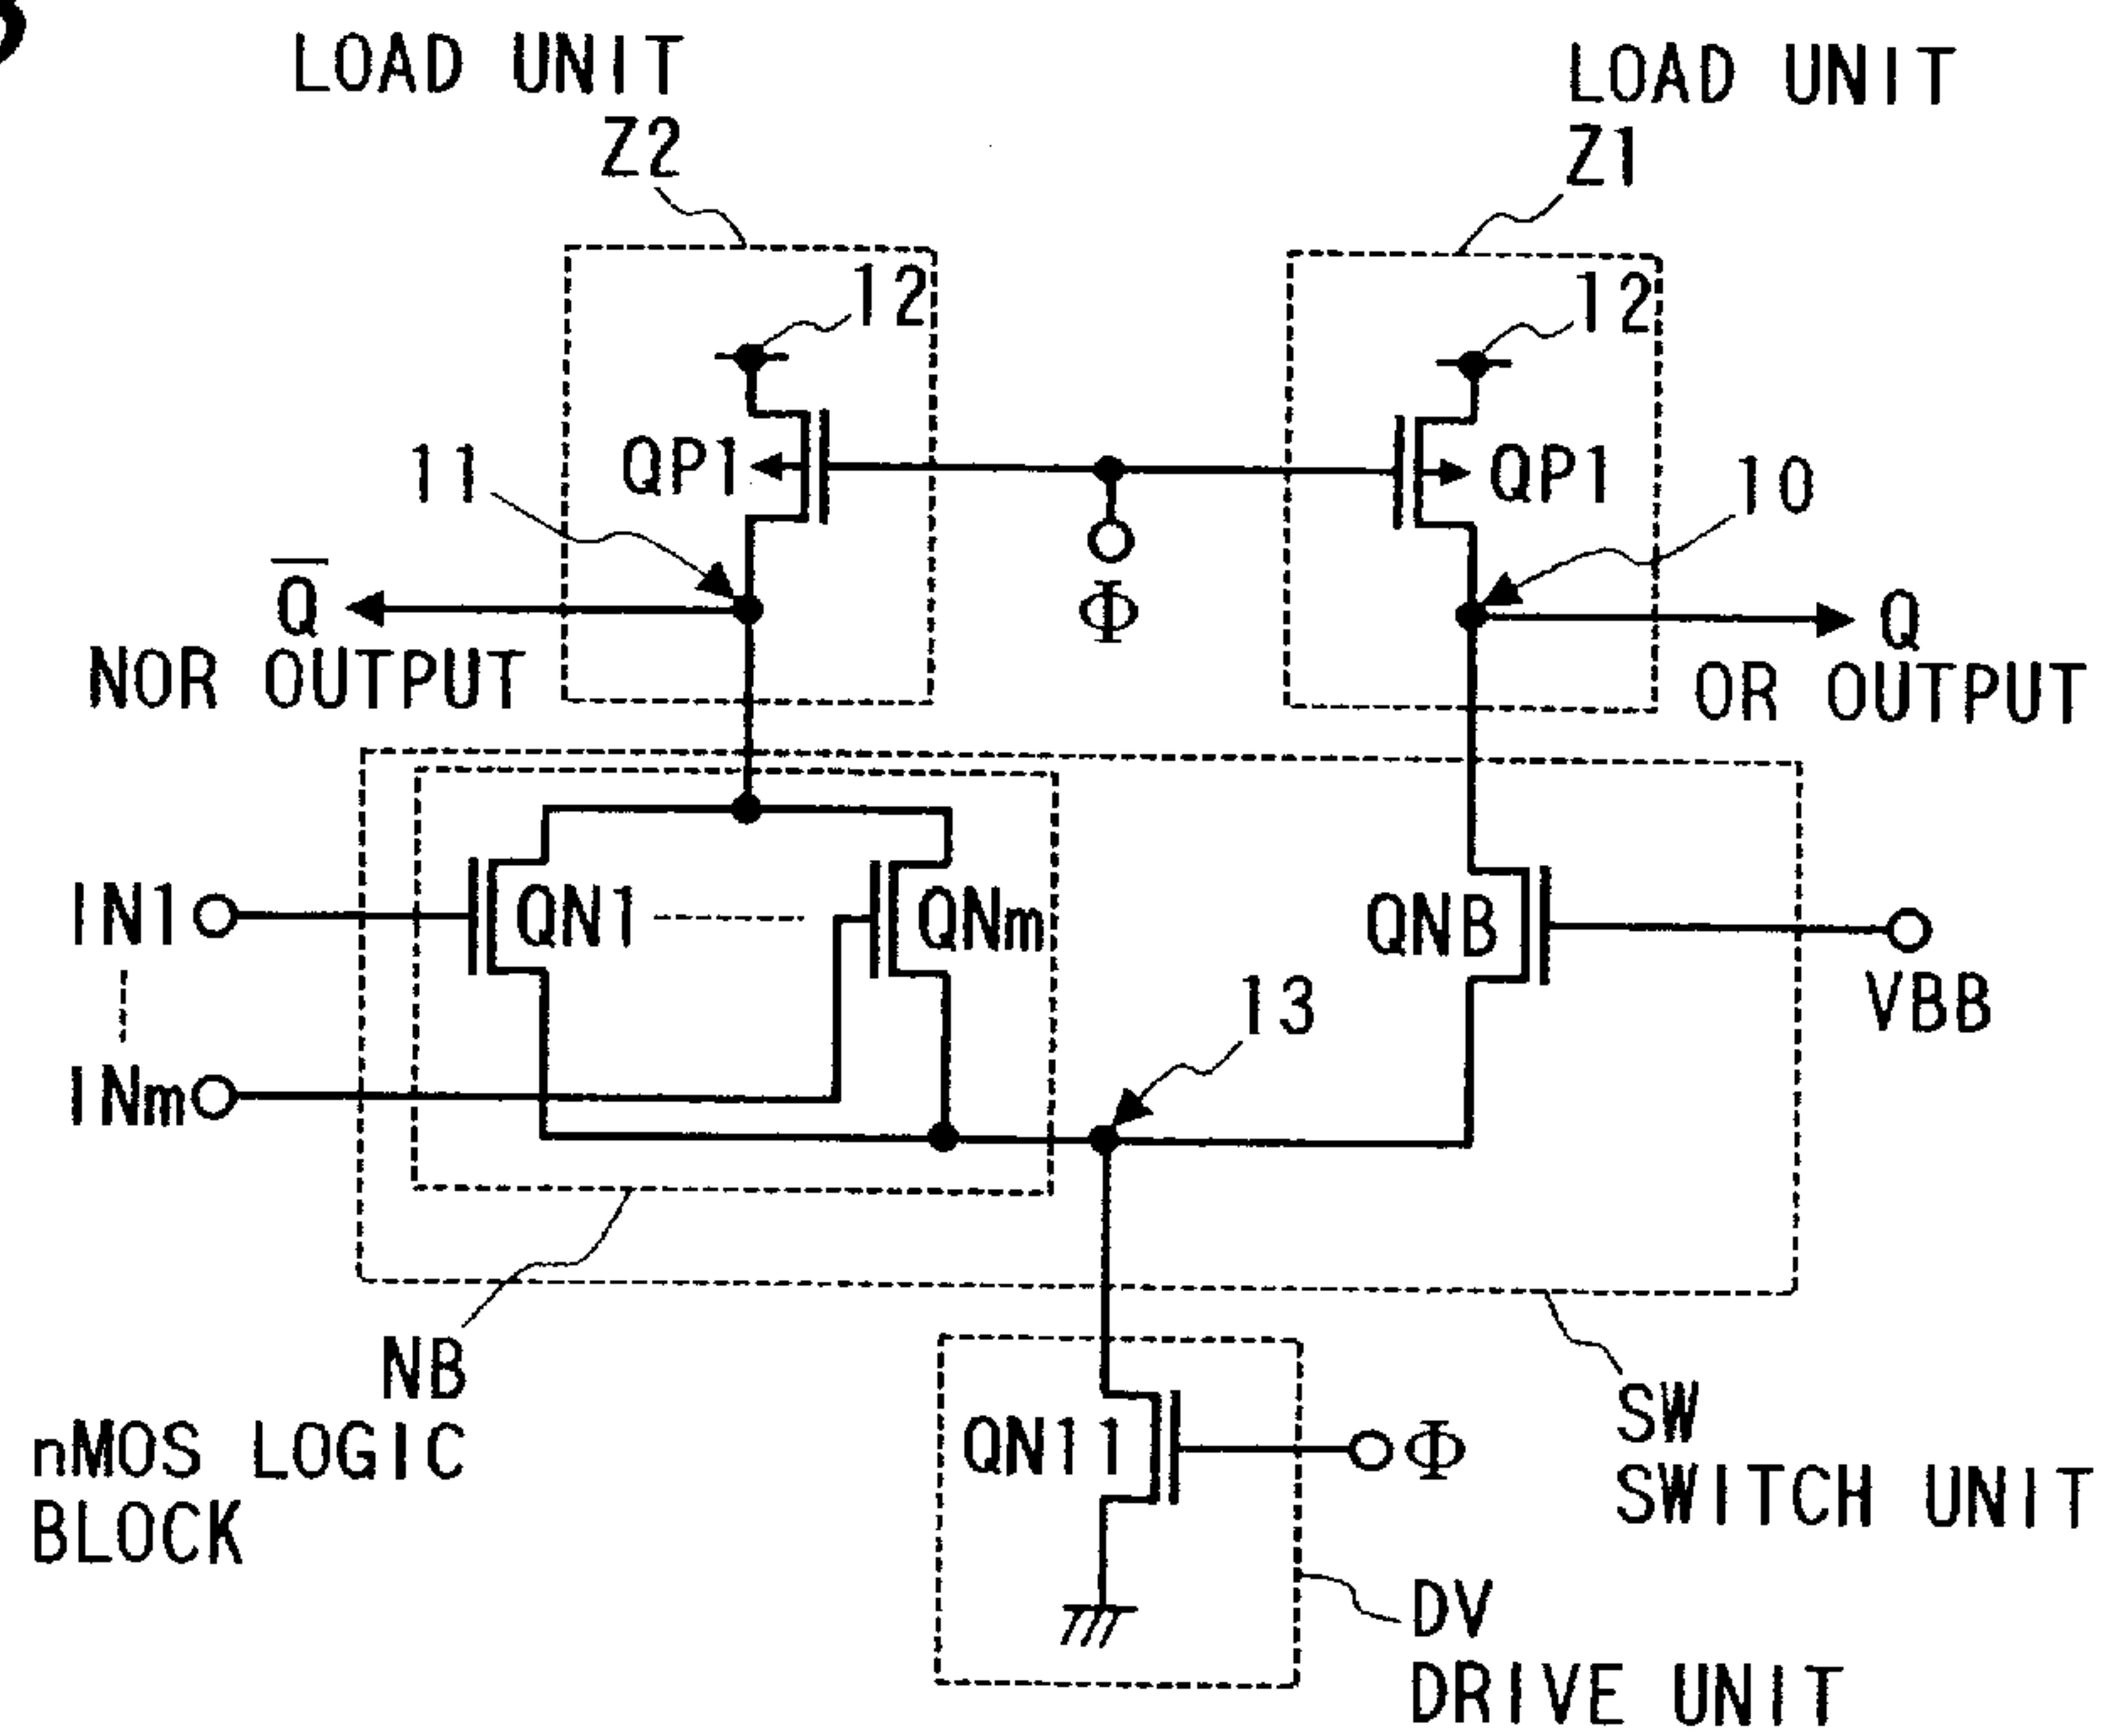 LOAD UNIT
Z2
LOAD UNIT
Z1
12
12
11
QP1
QP1
10
Φ
Q̅
NOR OUTPUT
Q
OR OUTPUT
IN1
QN1
QNm
QNB
VBB
INm
13
NB
nMOS LOGIC
BLOCK
QN11
Φ
SW
SWITCH UNIT
DV
DRIVE UNIT